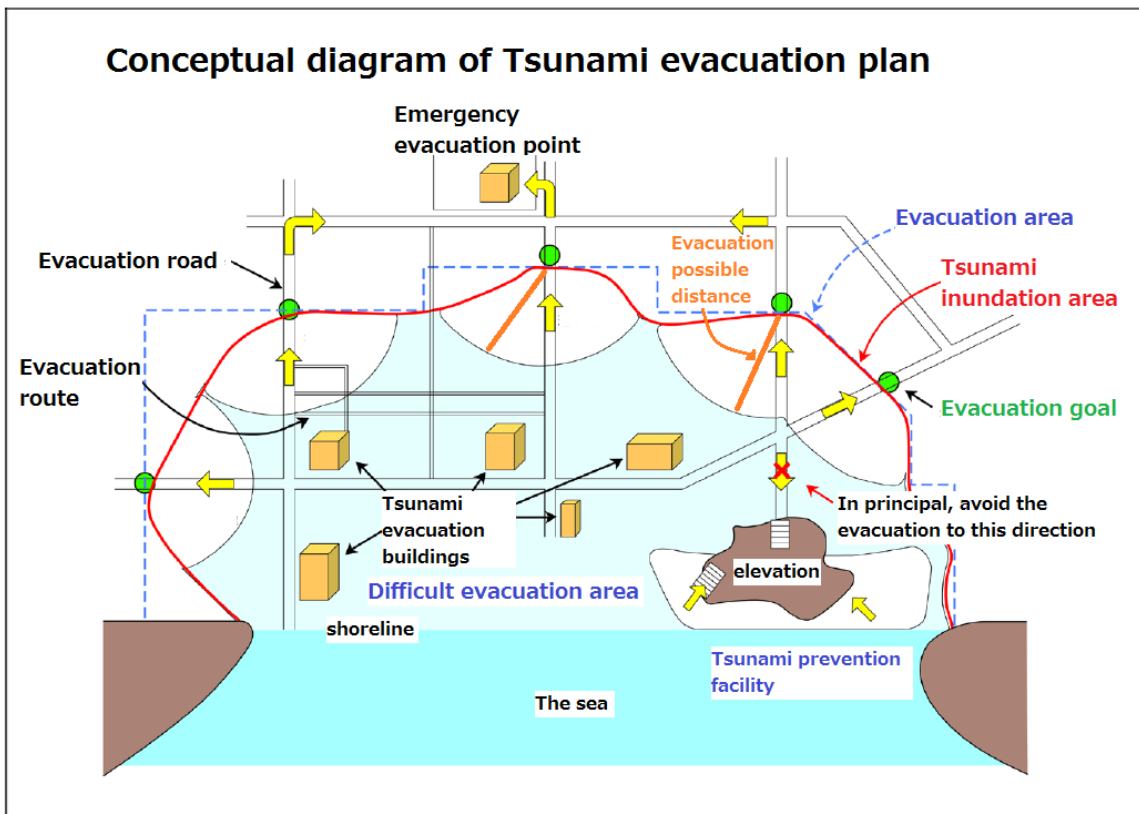 Conceptual diagram of Tsunami evacuation plan
Emergency
evacuation point
Evacuation area
Evacuation
possible
distance
Evacuation road
Tsunami
inundation area
Evacuation
route
Evacuation goal
Tsunami
evacuation
buildings
In principal, avoid the
evacuation to this direction
elevation
Difficult evacuation area
shoreline
Tsunami prevention
facility
The sea